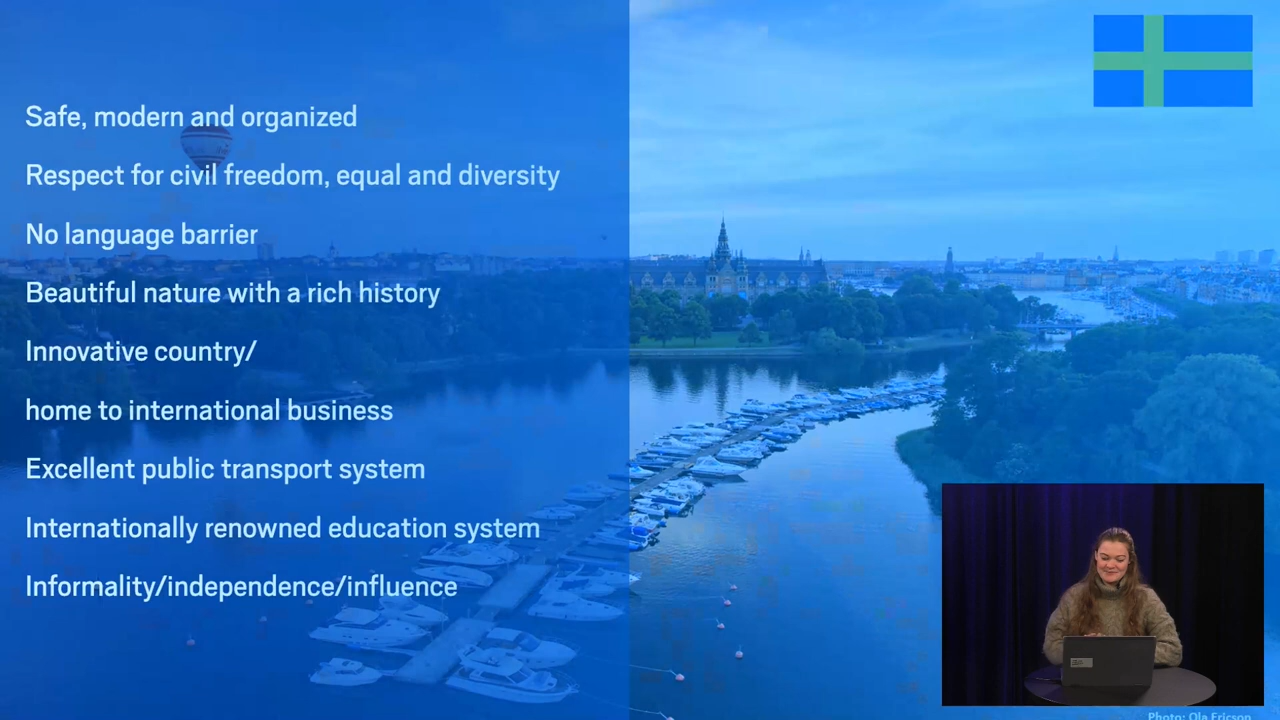 Safe, modern and organized
Respect for civil freedom, equal and diversity
No language barrier
Beautiful nature with a rich history
Innovative country/
home to international business
Excellent public transport system
Internationally renowned education system
Informality/independence/influence
Photo: Ola Ericson